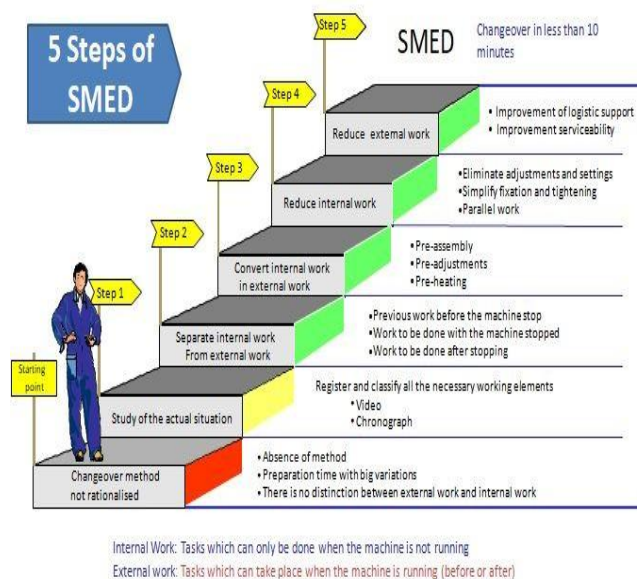 5 Steps of
SMED
SMED
Changeover in less than 10
minutes
Step 5
Reduce external work
• Improvement of logistic support
• Improvement serviceability
Step 4
Reduce internal work
• Eliminate adjustments and settings
• Simplify fixation and tightening
• Parallel work
Step 3
Convert internal work
in external work
• Pre-assembly
• Pre-adjustments
• Pre-heating
Step 2
Separate internal work
From external work
• Previous work before the machine stop
• Work to be done with the machine stopped
• Work to be done after stopping
Step 1
Study of the actual situation
Register and classify all the necessary working elements
• Video
• Chronograph
Starting
point
Changeover method
not rationalised
• Absence of method
• Preparation time with big variations
• There is no distinction between external work and internal work
Internal Work: Tasks which can only be done when the machine is not running
External work: Tasks which can take place when the machine is running (before or after)